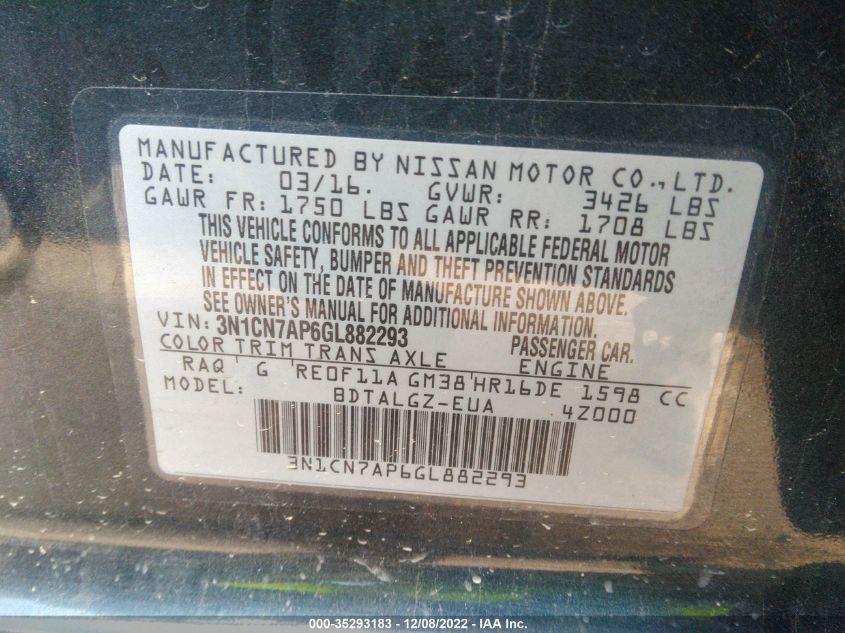 MANUFACTURED BY NISSAN MOTOR CO., LTD.
DATE: 03/16. GVWR: 3426 LBS
GAWR FR: 1750 LBS GAWR RR: 1708 LBS
THIS VEHICLE CONFORMS TO ALL APPLICABLE FEDERAL MOTOR
VEHICLE SAFETY, BUMPER AND THEFT PREVENTION STANDARDS
IN EFFECT ON THE DATE OF MANUFACTURE SHOWN ABOVE.
SEE OWNER'S MANUAL FOR ADDITIONAL INFORMATION.
VIN: 3N1CN7AP6GL882293 PASSENGER CAR.
COLOR TRIM TRANS AXLE ENGINE
RAQ ' G ' RE0F11A GM38 ' HR16DE 1598 CC
MODEL: BDTALGZ-EUA 4Z000
3N1CN7AP6GL882293
000-35293183 - 12/08/2022 - IAA Inc.